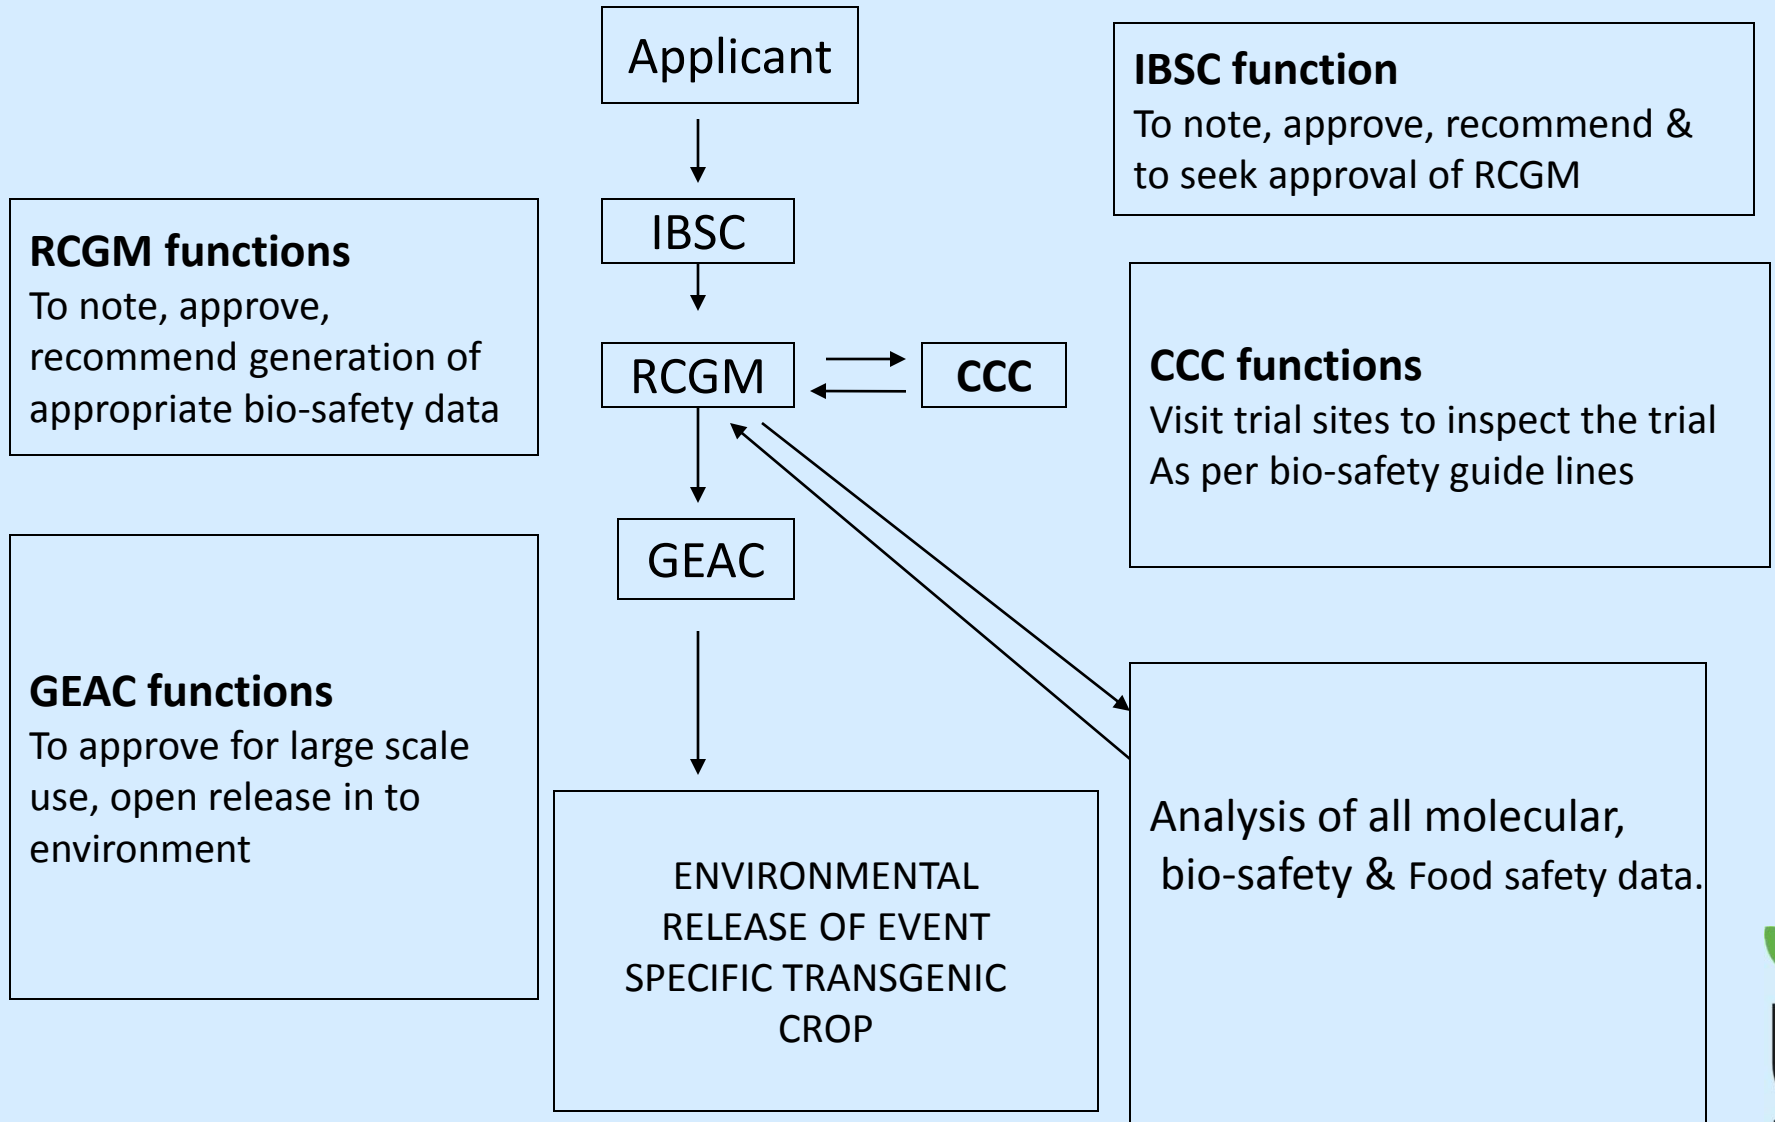 Applicant
IBSC function
To note, approve, recommend &
to seek approval of RCGM
IBSC
RCGM functions
To note, approve,
recommend generation of
appropriate bio-safety data
RCGM
CCC
CCC functions
Visit trial sites to inspect the trial
As per bio-safety guide lines
GEAC
GEAC functions
To approve for large scale
use, open release in to
environment
ENVIRONMENTAL
RELEASE OF EVENT
SPECIFIC TRANSGENIC
CROP
Analysis of all molecular,
bio-safety & Food safety data.